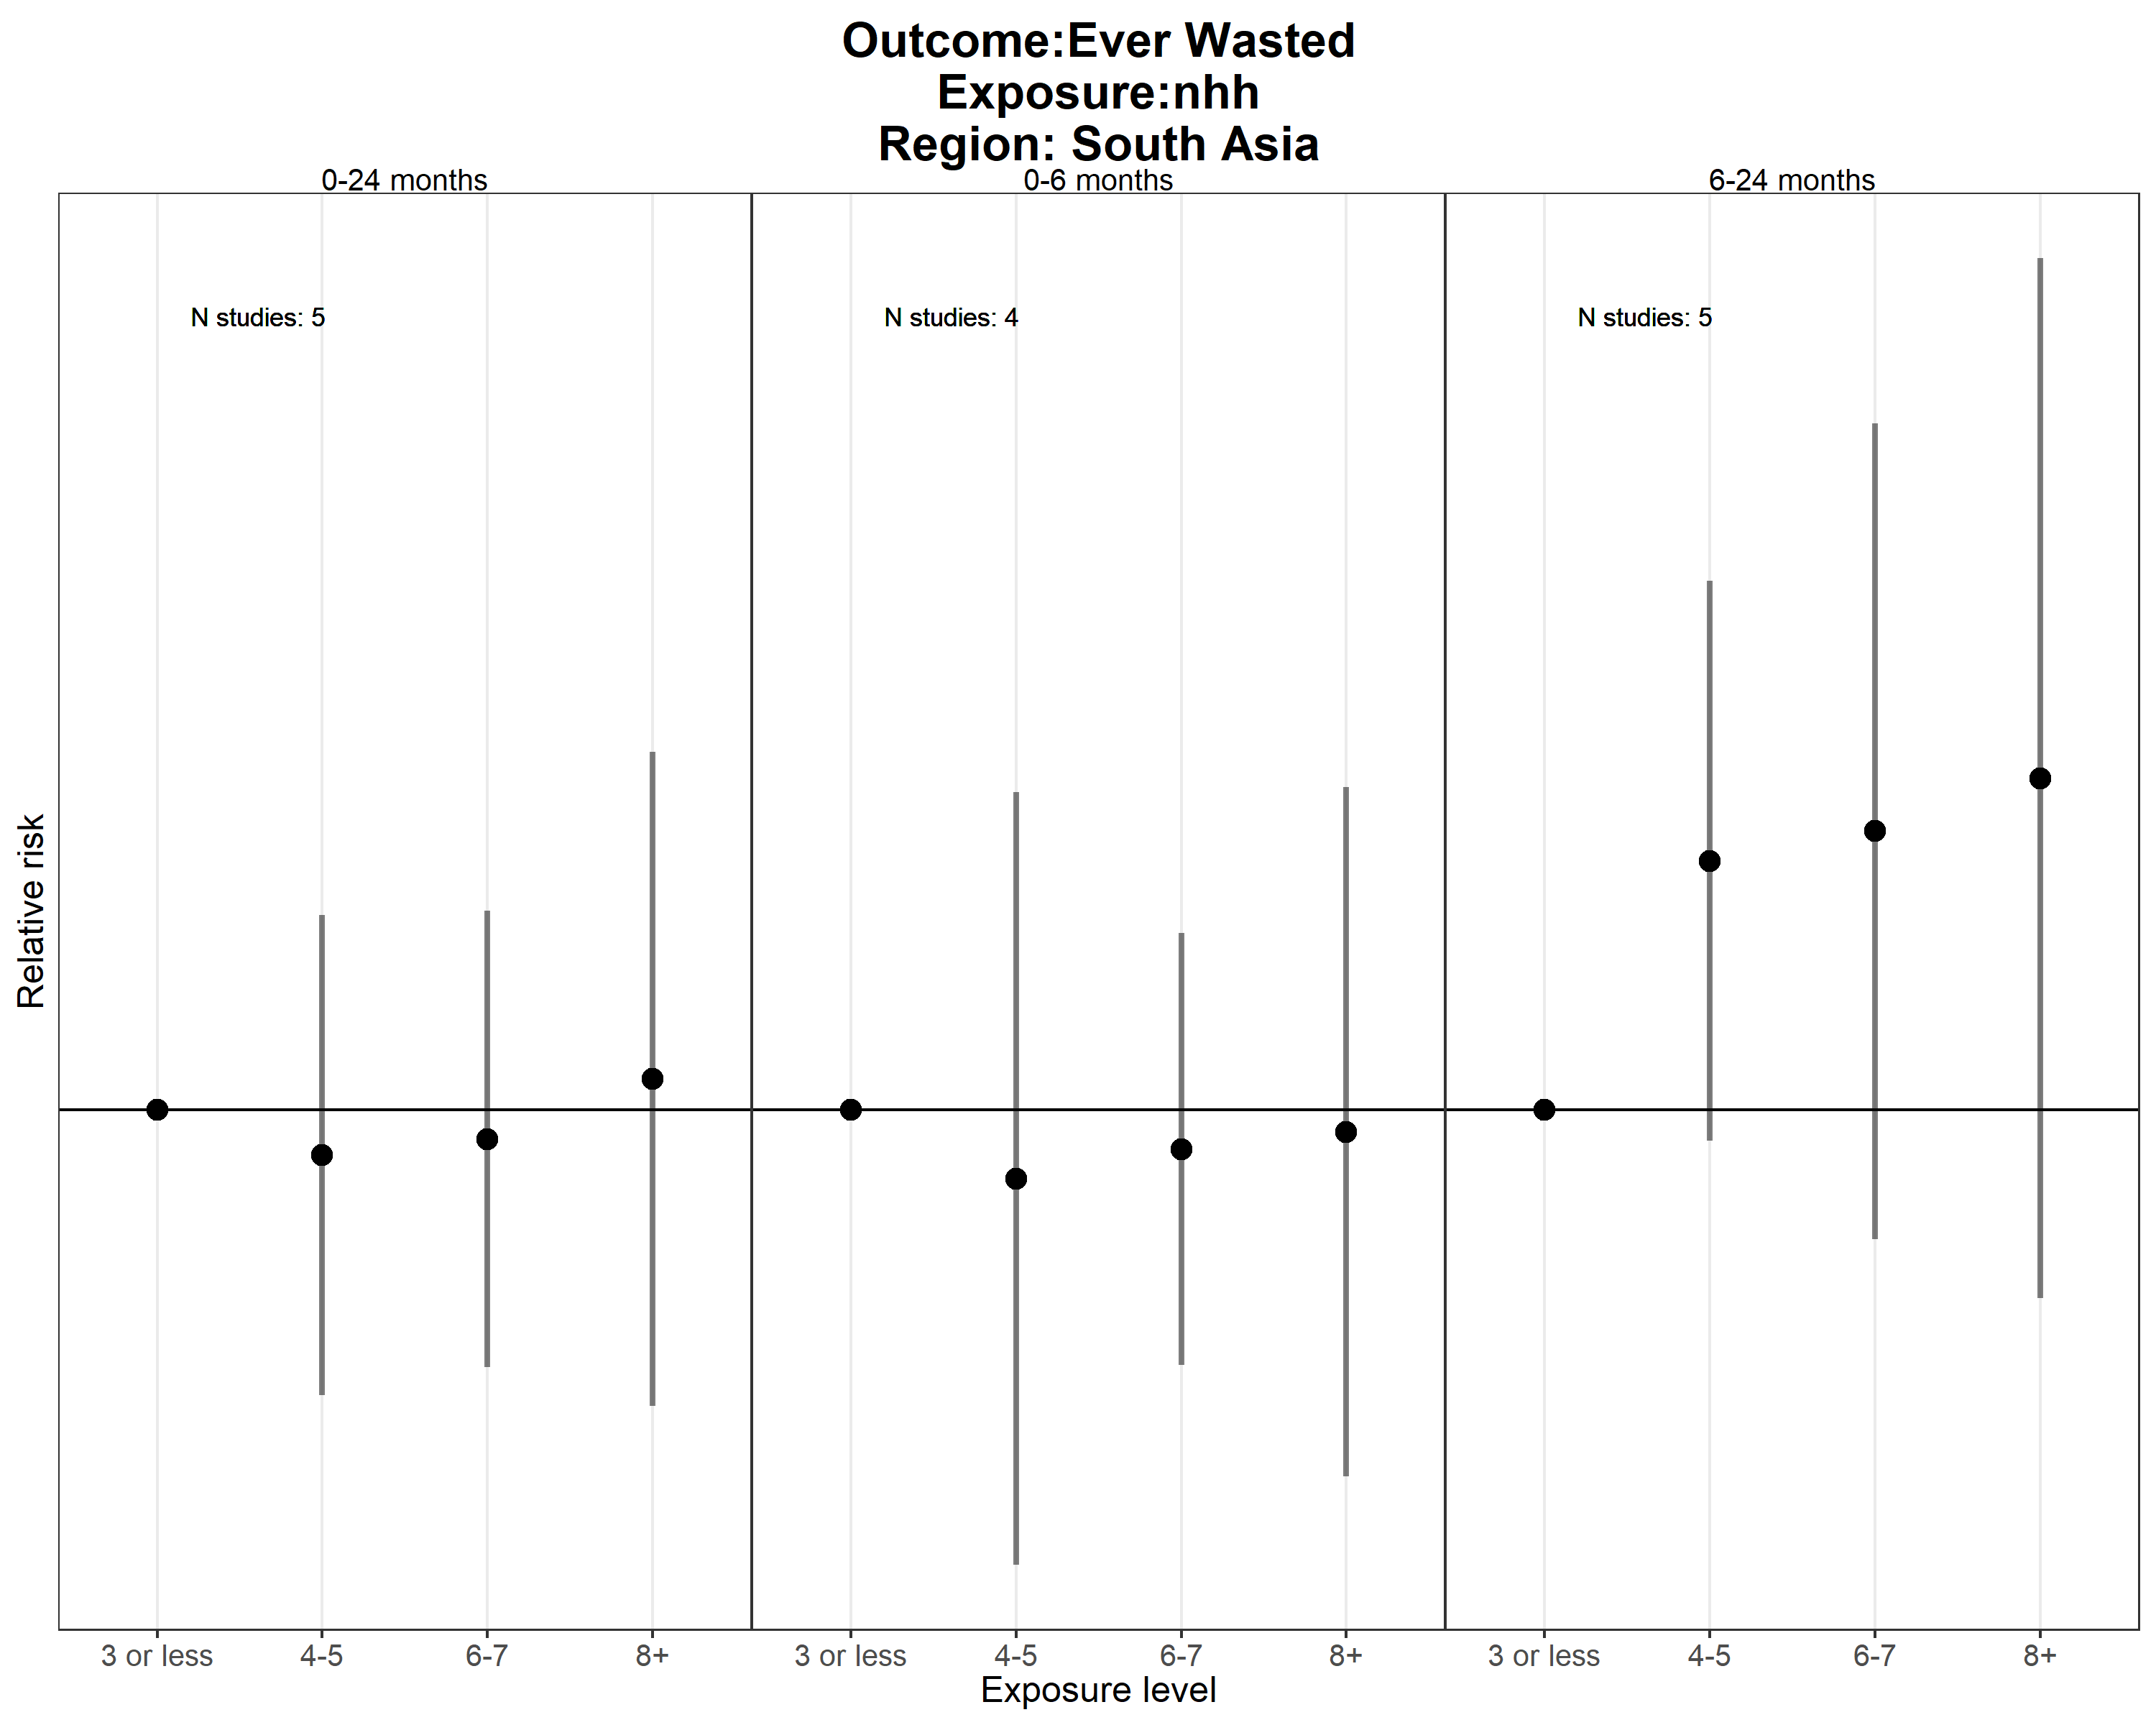 Outcome:Ever Wasted
Exposure:nhh
Region: South Asia
0-24 months 0-6 months 6-24 months
N studies: 5 N studies: 4 N studies: 5
Relative risk
3 or less 4-5 6-7 8+ 3 or less 4-5 6-7 8+ 3 or less 4-5 6-7 8+
Exposure level